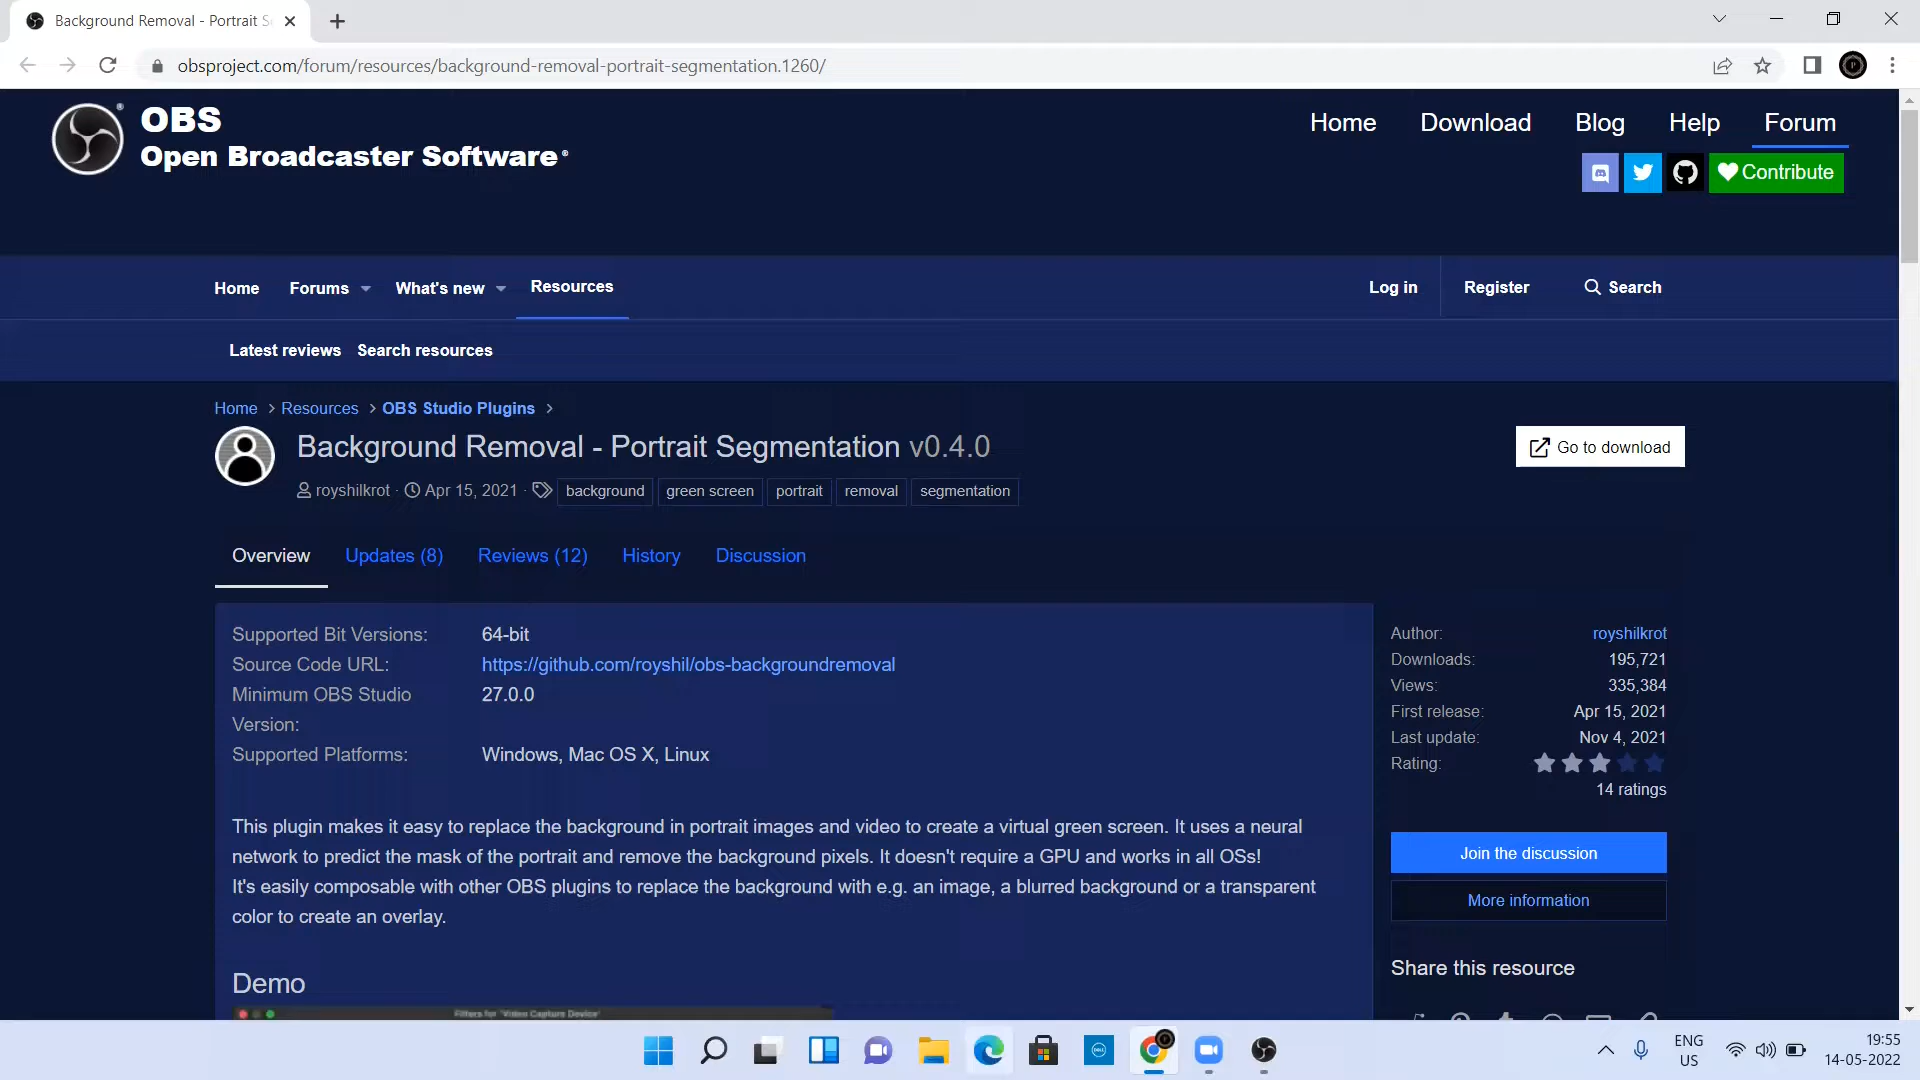 Background Removal - Portrait S
obsproject.com/forum/resources/background-removal-portrait-segmentation.1260/
OBS
Open Broadcaster Software
Home Download Blog Help Forum
Contribute
Home Forums What's new Resources Log in Register Search
Latest reviews Search resources
Home Resources OBS Studio Plugins
Background Removal - Portrait Segmentation v0.4.0
Go to download
royshilkrot · Apr 15, 2021 · background green screen portrait removal segmentation
Overview Updates (8) Reviews (12) History Discussion
Supported Bit Versions: 64-bit
Source Code URL: https://github.com/royshil/obs-backgroundremoval
Minimum OBS Studio 27.0.0
Version:
Supported Platforms: Windows, Mac OS X, Linux
This plugin makes it easy to replace the background in portrait images and video to create a virtual green screen. It uses a neural
network to predict the mask of the portrait and remove the background pixels. It doesn't require a GPU and works in all OSs!
It's easily composable with other OBS plugins to replace the background with e.g. an image, a blurred background or a transparent
color to create an overlay.
Demo
Filters for 'Video Capture Device'
Author: royshilkrot
Downloads: 195,721
Views: 335,384
First release: Apr 15, 2021
Last update: Nov 4, 2021
Rating:
14 ratings
Join the discussion
More information
Share this resource
ENG
US
19:55
14-05-2022